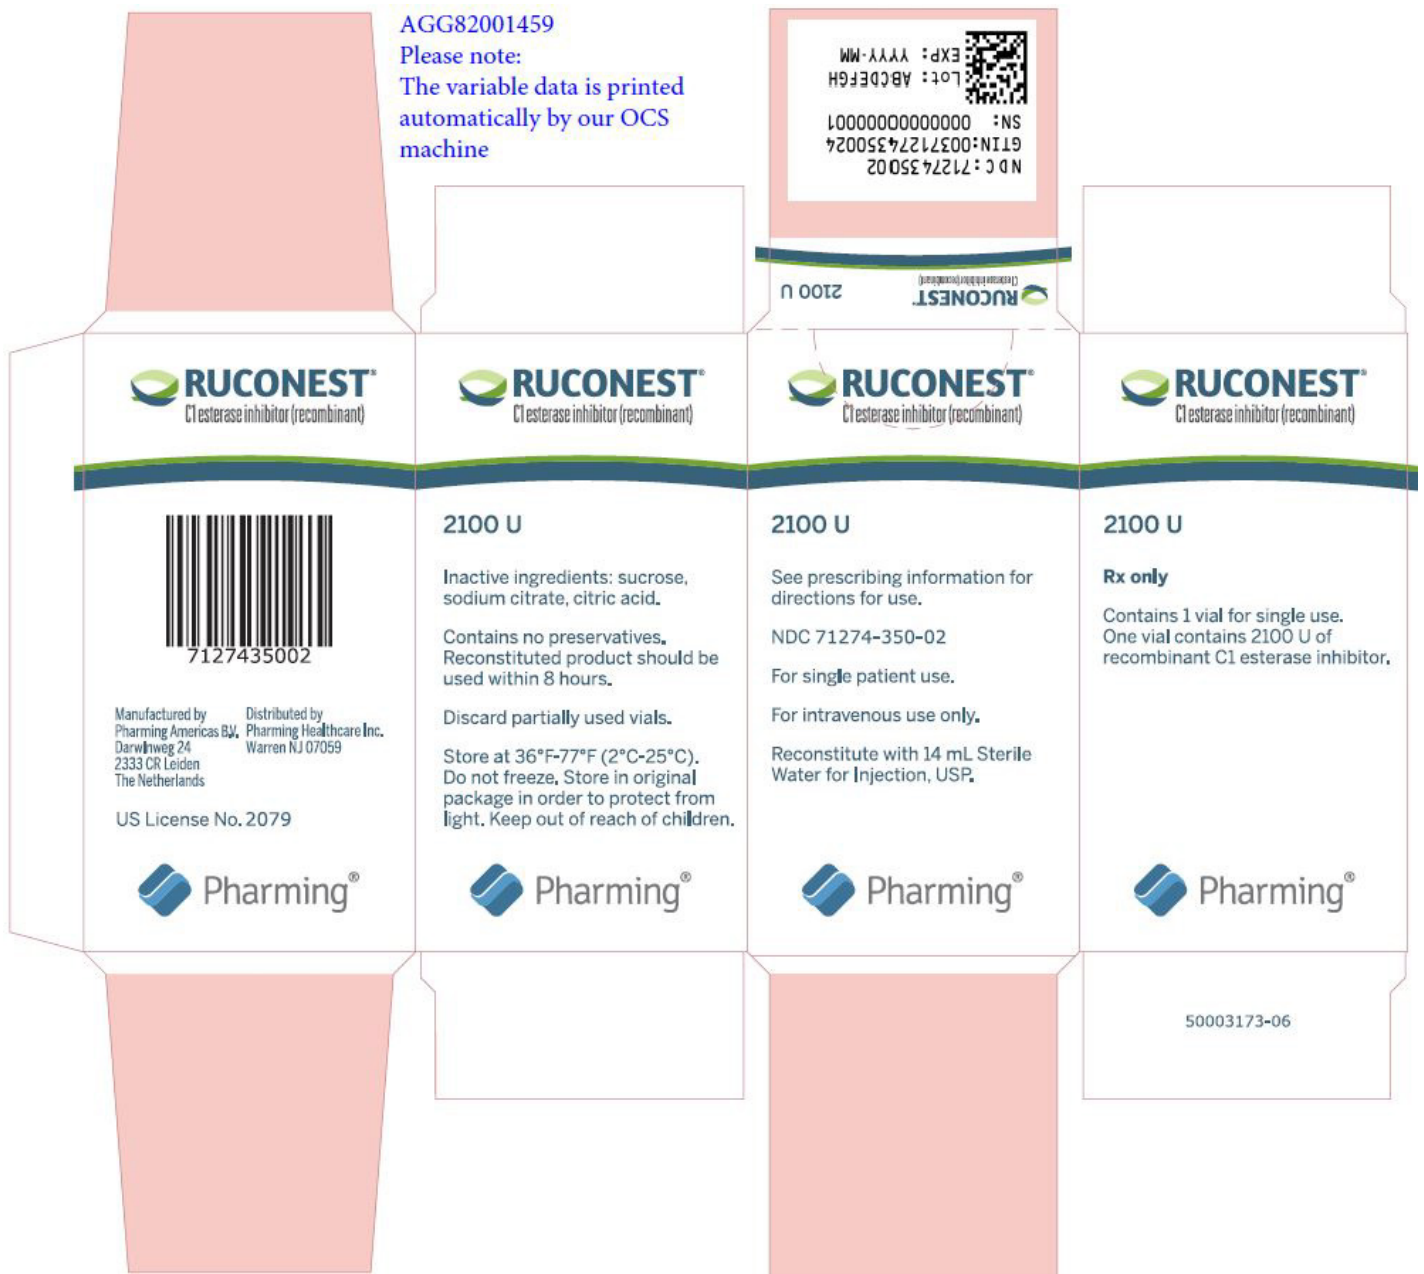 AGG82001459
Please note:
The variable data is printed
automatically by our OCS
machine
NDC:7127435002
GTIN:00371274350024
SN: 00000000000001
Lot: ABCDEFGH
EXP: YYYY-MM
RUCONEST®
C1 esterase inhibitor (recombinant)
2100 U
RUCONEST®
C1 esterase inhibitor (recombinant)
7127435002
Manufactured by
Pharming Americas B.V.
Darwinweg 24
2333 CR Leiden
The Netherlands
Distributed by
Pharming Healthcare Inc.
Warren NJ 07059
US License No. 2079
Pharming®
RUCONEST®
C1 esterase inhibitor (recombinant)
2100 U
Inactive ingredients: sucrose,
sodium citrate, citric acid.
Contains no preservatives.
Reconstituted product should be
used within 8 hours.
Discard partially used vials.
Store at 36°F-77°F (2°C-25°C).
Do not freeze. Store in original
package in order to protect from
light. Keep out of reach of children.
Pharming®
RUCONEST®
C1 esterase inhibitor (recombinant)
2100 U
See prescribing information for
directions for use.
NDC 71274-350-02
For single patient use.
For intravenous use only.
Reconstitute with 14 mL Sterile
Water for Injection, USP.
Pharming®
RUCONEST®
C1 esterase inhibitor (recombinant)
2100 U
Rx only
Contains 1 vial for single use.
One vial contains 2100 U of
recombinant C1 esterase inhibitor.
Pharming®
50003173-06